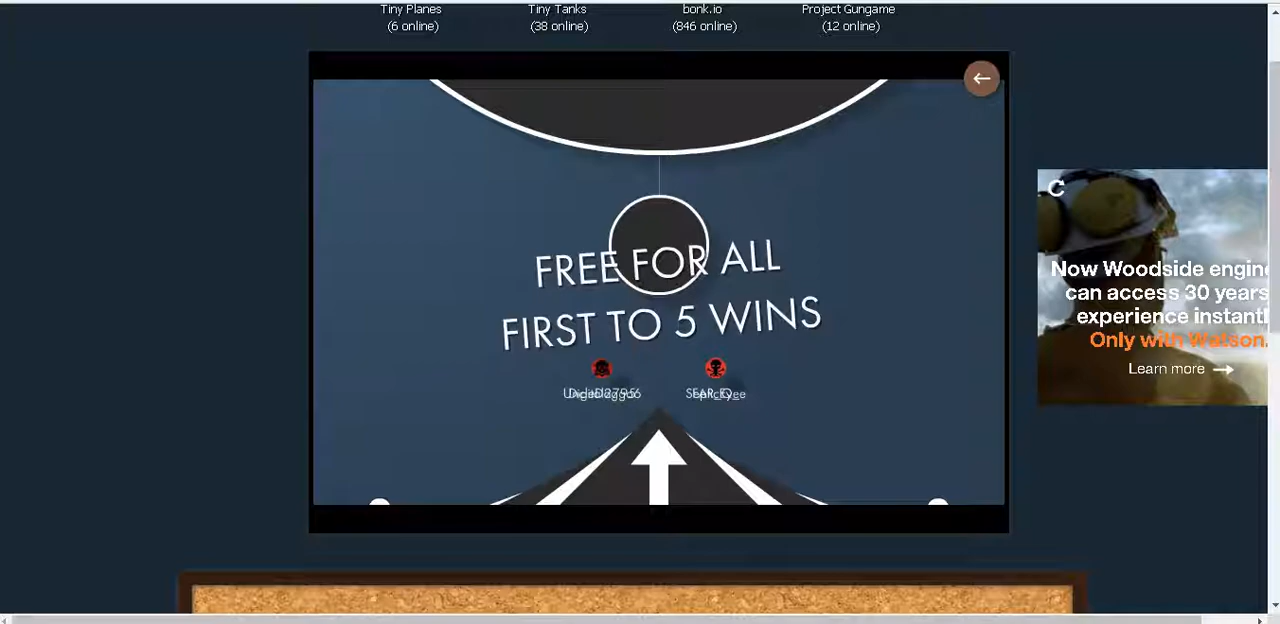 Tiny Planes
(6 online)
Tiny Tanks
(38 online)
bonk.io
(846 online)
Project Gungame
(12 online)
FREE FOR ALL
FIRST TO 5 WINS
Now Woodside engine
can access 30 years
experience instantl
Only with Watson.
Learn more